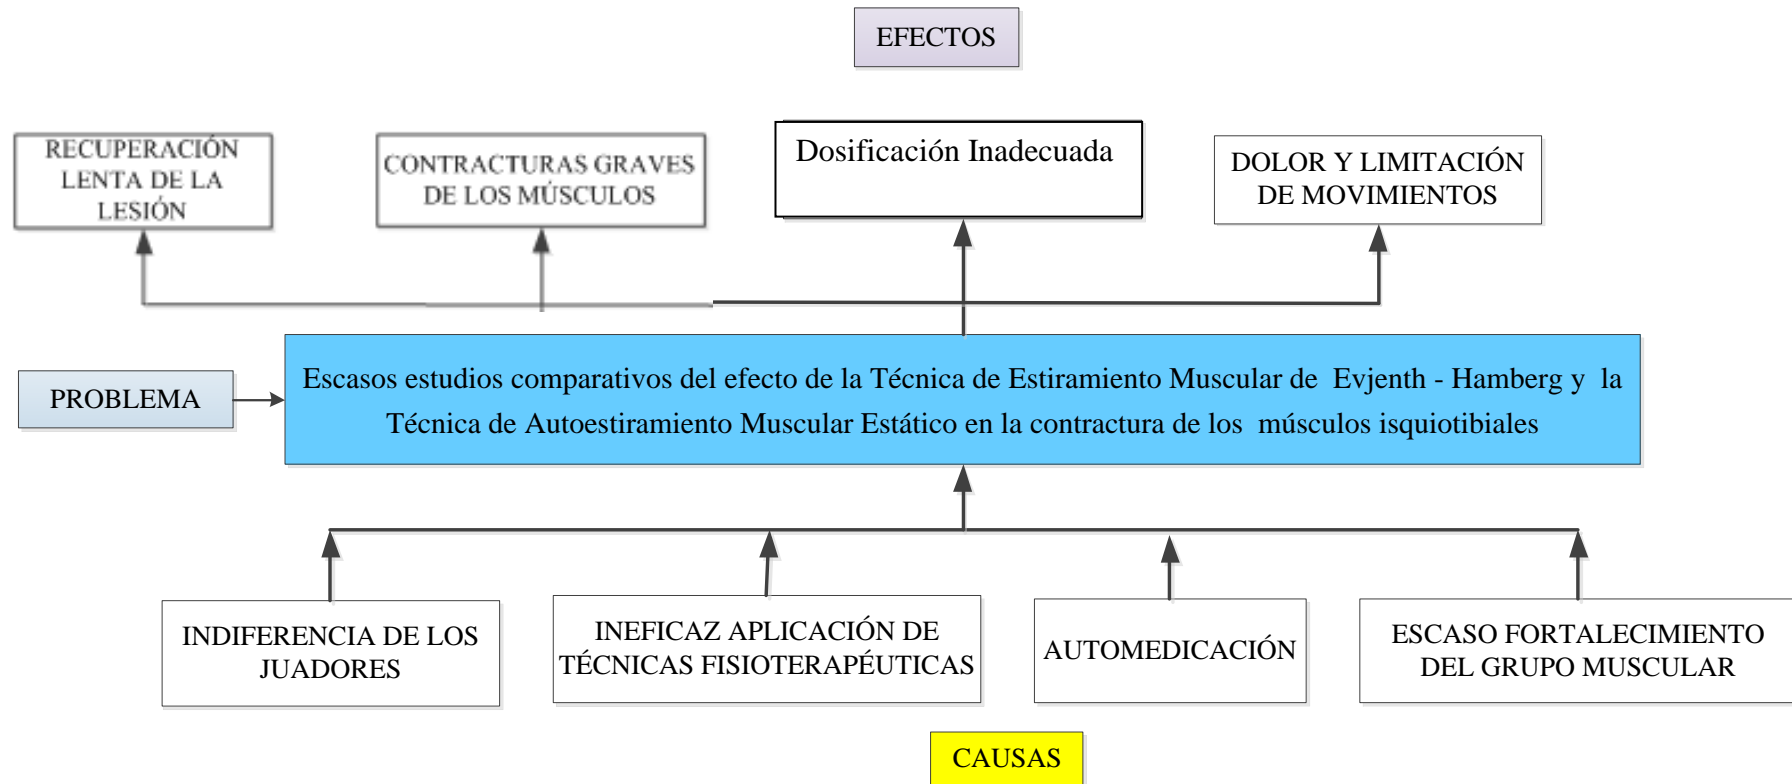 EFECTOS
RECUPERACIÓN
LENTA DE LA
LESIÓN
CONTRACTURAS GRAVES
DE LOS MÚSCULOS
Dosificación Inadecuada
DOLOR Y LIMITACIÓN
DE MOVIMIENTOS
PROBLEMA
Escasos estudios comparativos del efecto de la Técnica de Estiramiento Muscular de Evjenth - Hamberg y la
Técnica de Autoestiramiento Muscular Estático en la contractura de los músculos isquiotibiales
INDIFERENCIA DE LOS
JUADORES
INEFICAZ APLICACIÓN DE
TÉCNICAS FISIOTERAPÉUTICAS
AUTOMEDICACIÓN
ESCASO FORTALECIMIENTO
DEL GRUPO MUSCULAR
CAUSAS